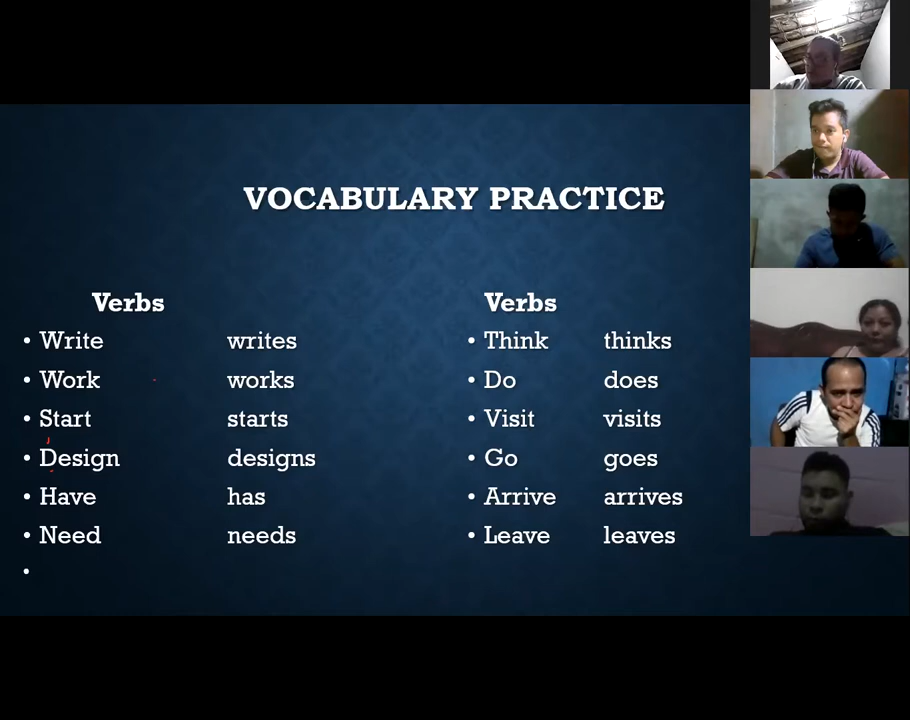 VOCABULARY PRACTICE
Verbs
• Write writes
• Work works
• Start starts
• Design designs
• Have has
• Need needs
•
Verbs
• Think thinks
• Do does
• Visit visits
• Go goes
• Arrive arrives
• Leave leaves